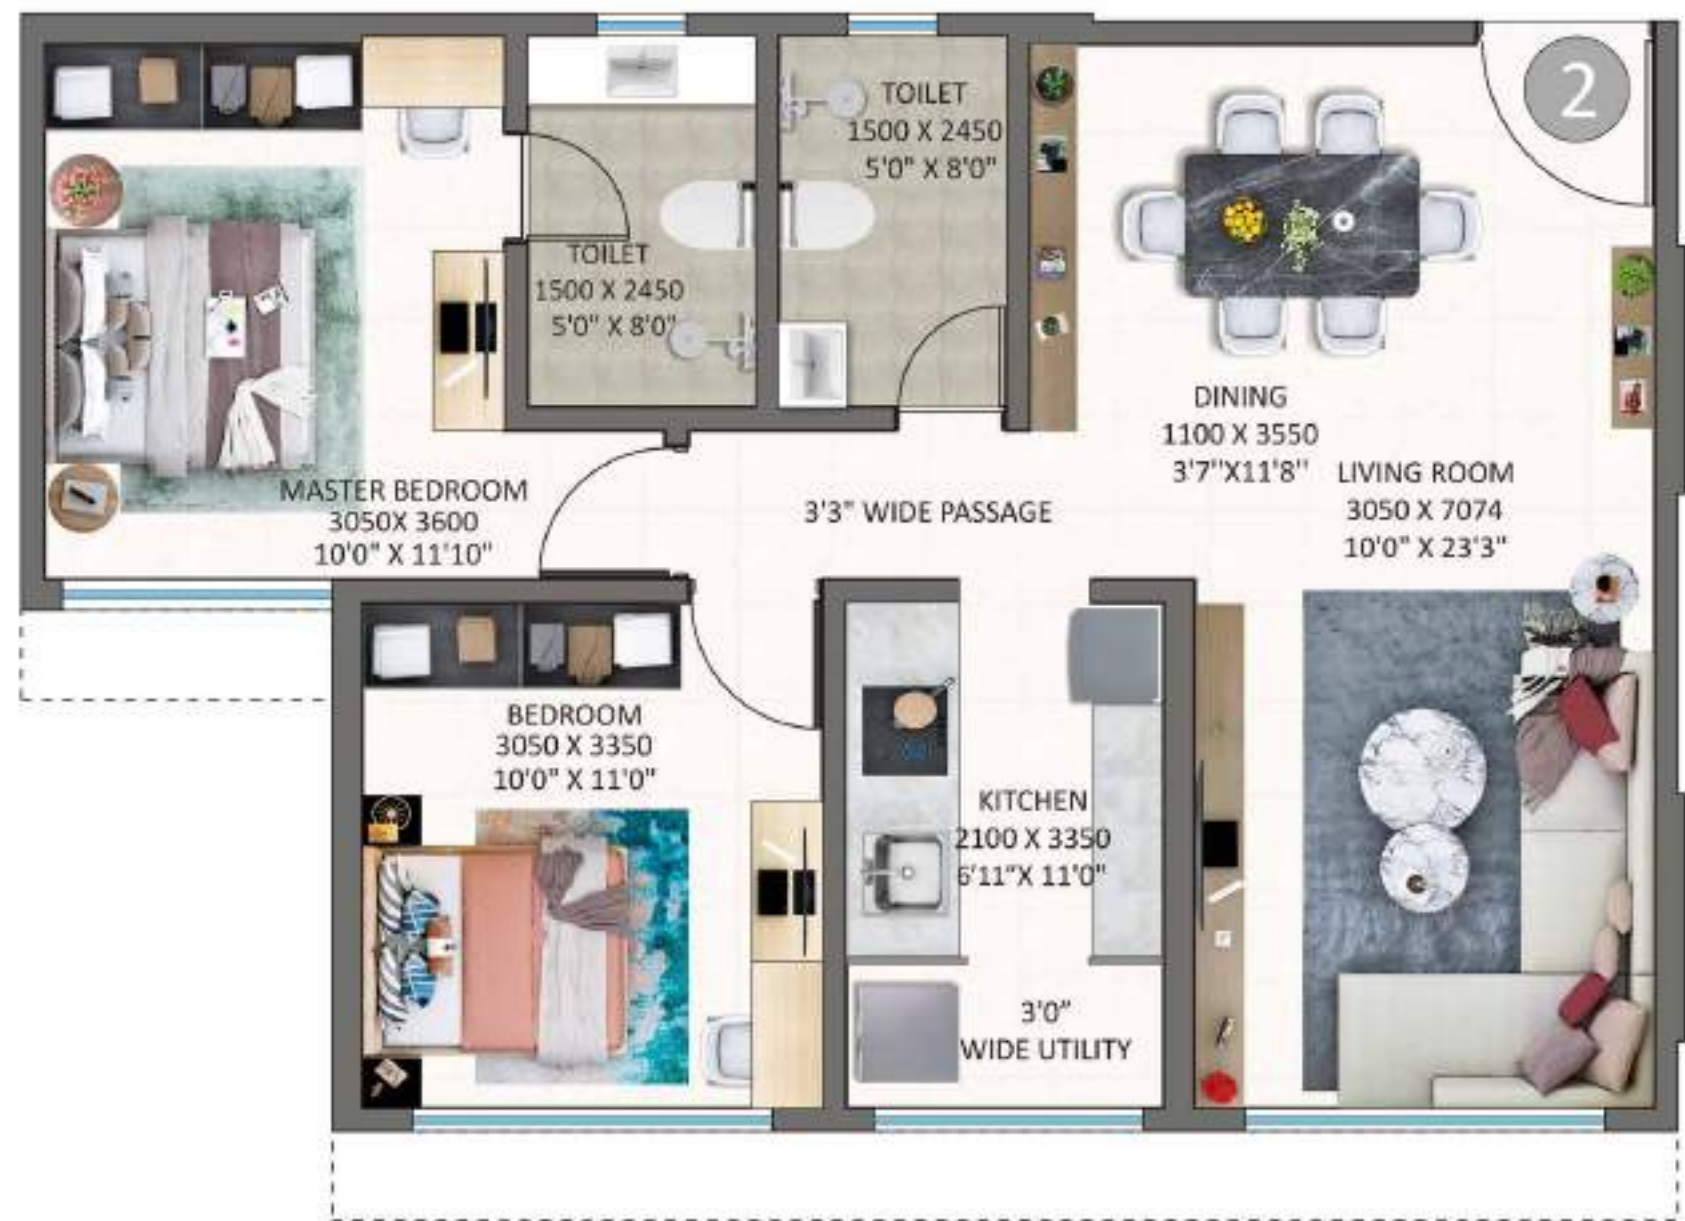 2
TOILET
1500 X 2450
5'0" X 8'0"
TOILET
1500 X 2450
5'0" X 8'0"
DINING
1100 X 3550
3'7''X11'8''
LIVING ROOM
3050 X 7074
10'0" X 23'3"
MASTER BEDROOM
3050X 3600
10'0" X 11'10"
3'3" WIDE PASSAGE
BEDROOM
3050 X 3350
10'0" X 11'0"
KITCHEN
2100 X 3350
6'11"X 11'0"
3'0"
WIDE UTILITY